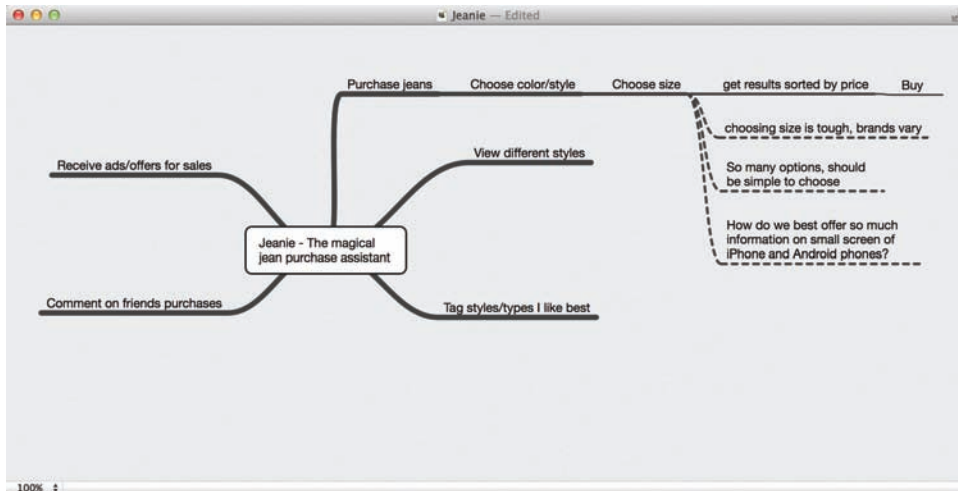 Jeanie — Edited
Purchase jeans
Choose color/style
Choose size
get results sorted by price
Buy
choosing size is tough, brands vary
View different styles
So many options, should
be simple to choose
Receive ads/offers for sales
How do we best offer so much
information on small screen of
iPhone and Android phones?
Jeanie - The magical
jean purchase assistant
Comment on friends purchases
Tag styles/types I like best
100%